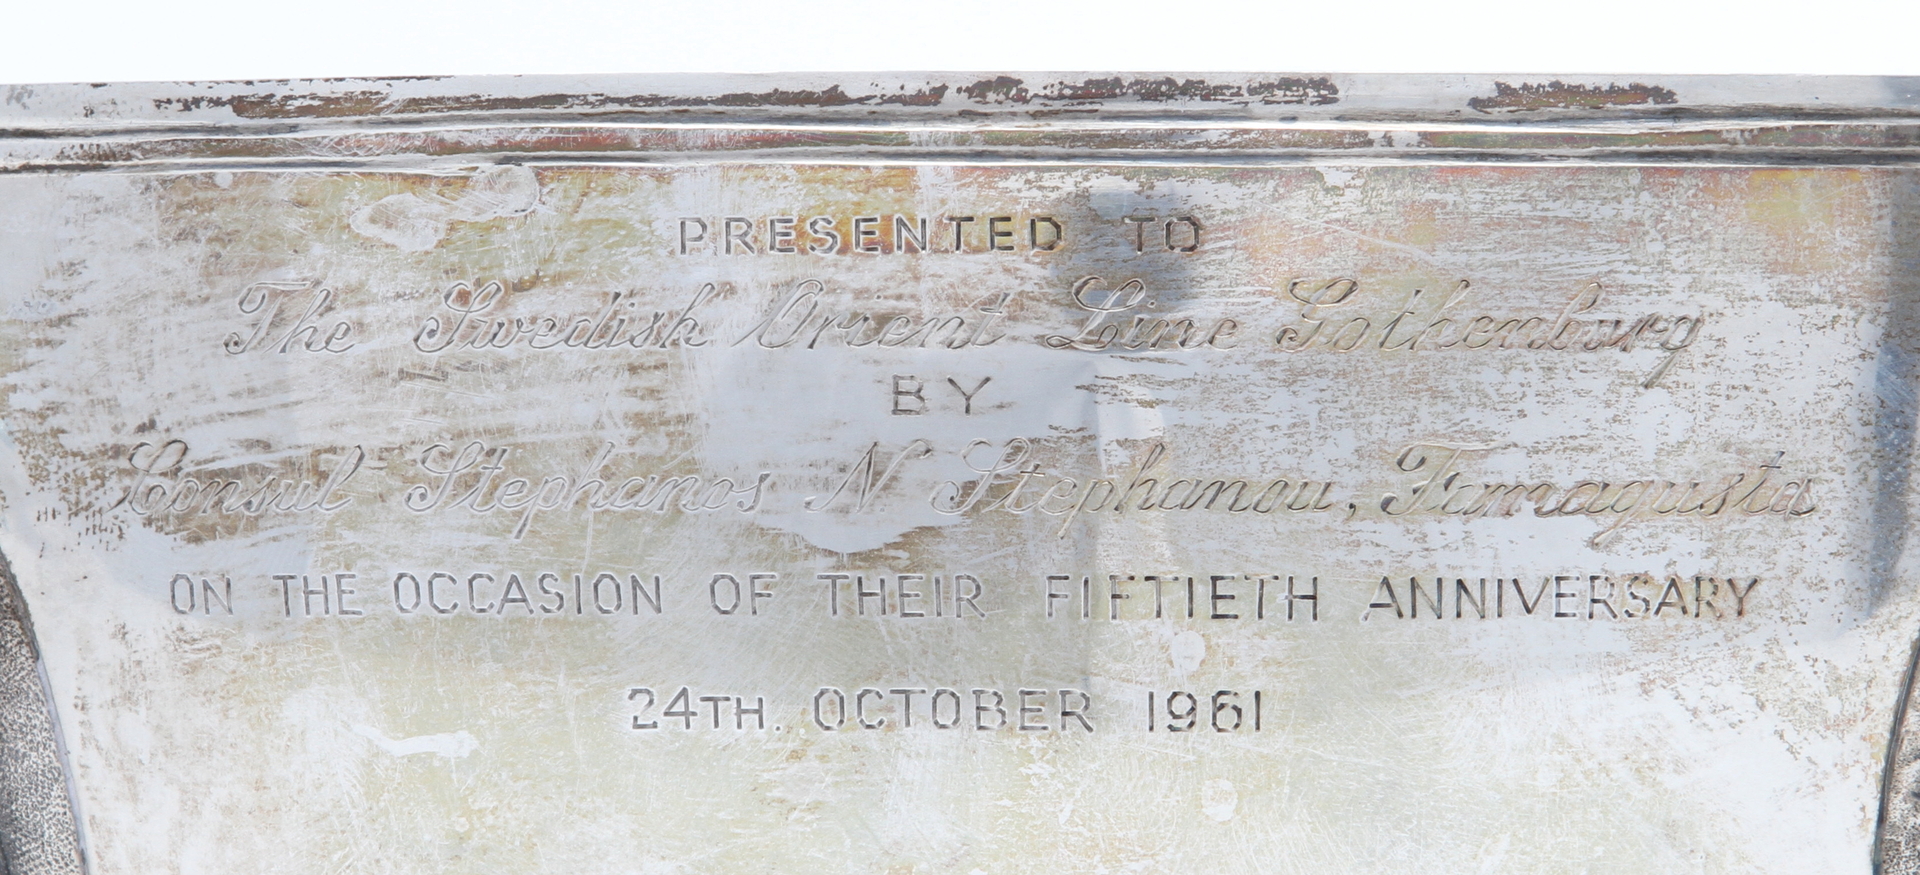 PRESENTED TO
The Swedish Orient Line Gothenburg
BY
Consul Stephanos N. Stephanou, Famagusta
ON THE OCCASION OF THEIR FIFTIETH ANNIVERSARY
24TH. OCTOBER 1961